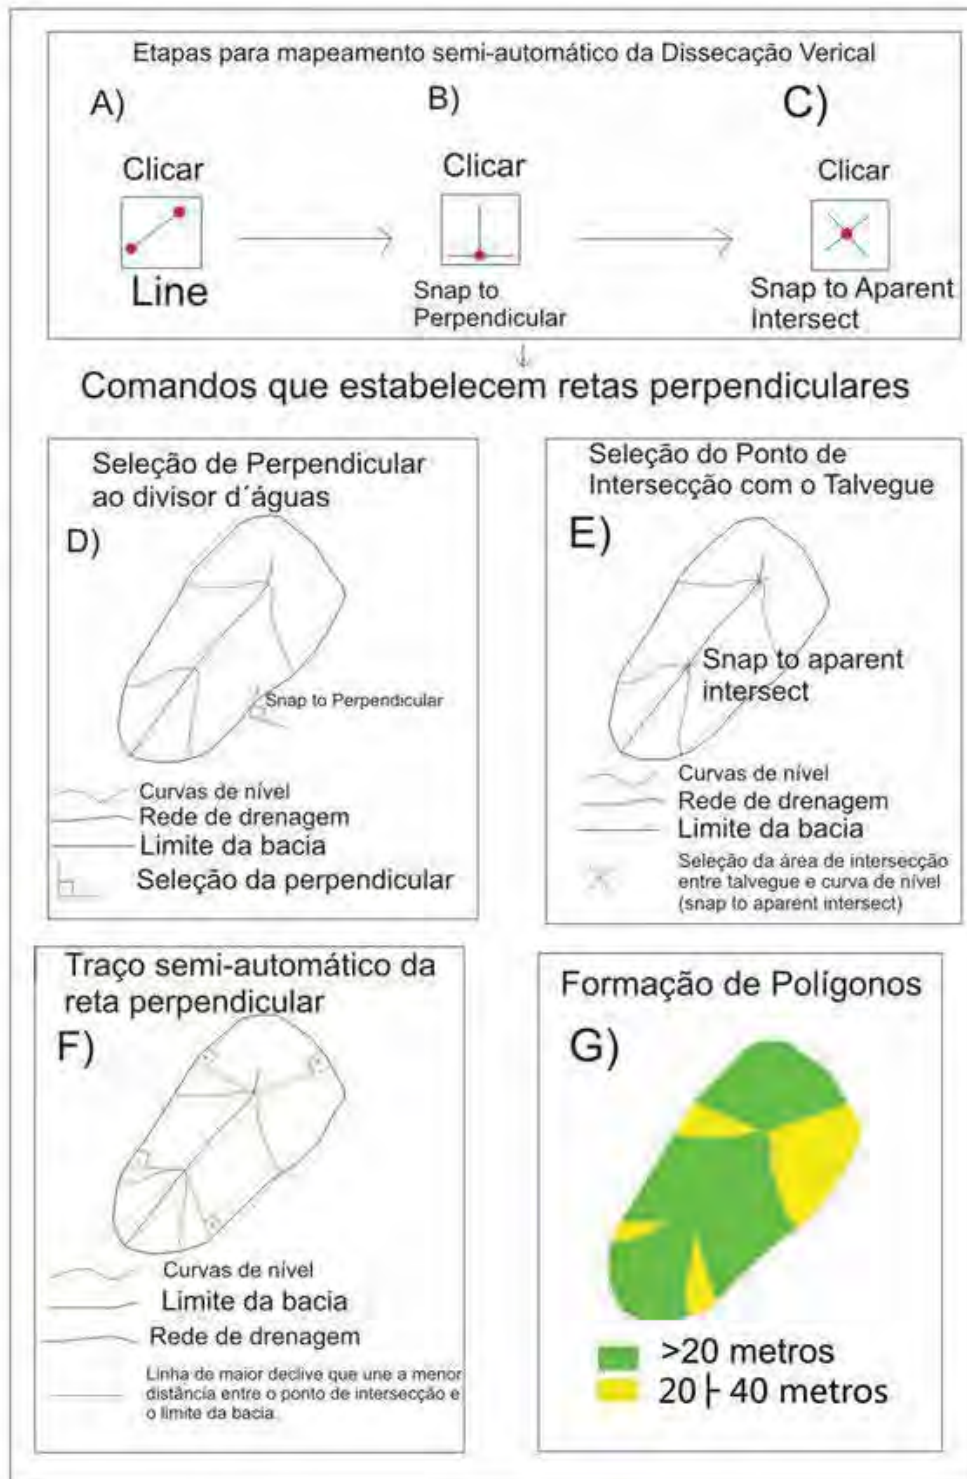 Etapas para mapeamento semi-automático da Dissecação Verical
A)
B)
C)
Clicar
Clicar
Clicar
Line
Snap to
Perpendicular
Snap to Aparent
Intersect
Comandos que estabelecem retas perpendiculares
Seleção de Perpendicular
ao divisor d´águas
D)
Snap to Perpendicular
Curvas de nível
Rede de drenagem
Limite da bacia
Seleção da perpendicular
Seleção do Ponto de
Intersecção com o Talvegue
E)
Snap to aparent
intersect
Curvas de nível
Rede de drenagem
Limite da bacia
Seleção da área de intersecção
entre talvegue e curva de nível
(snap to aparent intersect)
Traço semi-automático da
reta perpendicular
F)
Curvas de nível
Limite da bacia
Rede de drenagem
Linha de maior declive que une a menor
distância entre o ponto de intersecção e
o limite da bacia.
Formação de Polígonos
G)
>20 metros
20 ├ 40 metros